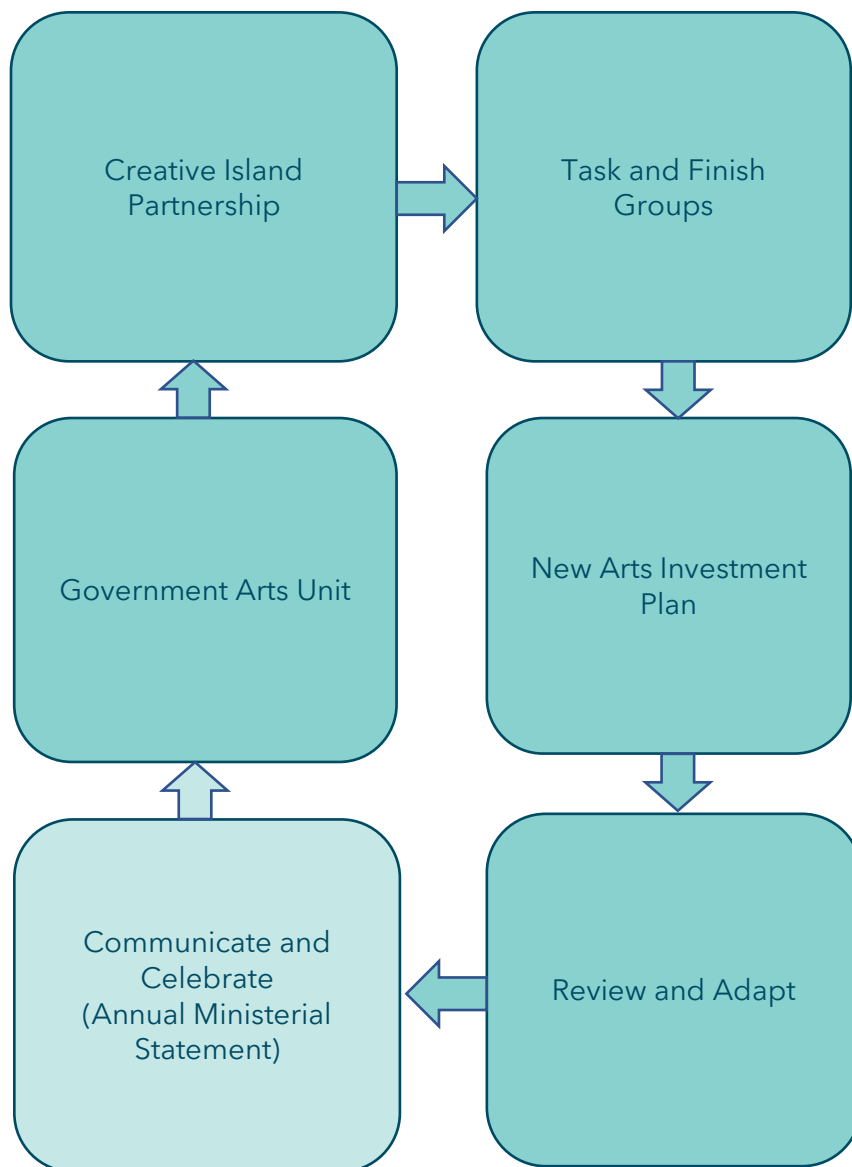 Creative Island
Partnership
Task and Finish
Groups
Government Arts Unit
New Arts Investment
Plan
Communicate and
Celebrate
(Annual Ministerial
Statement)
Review and Adapt